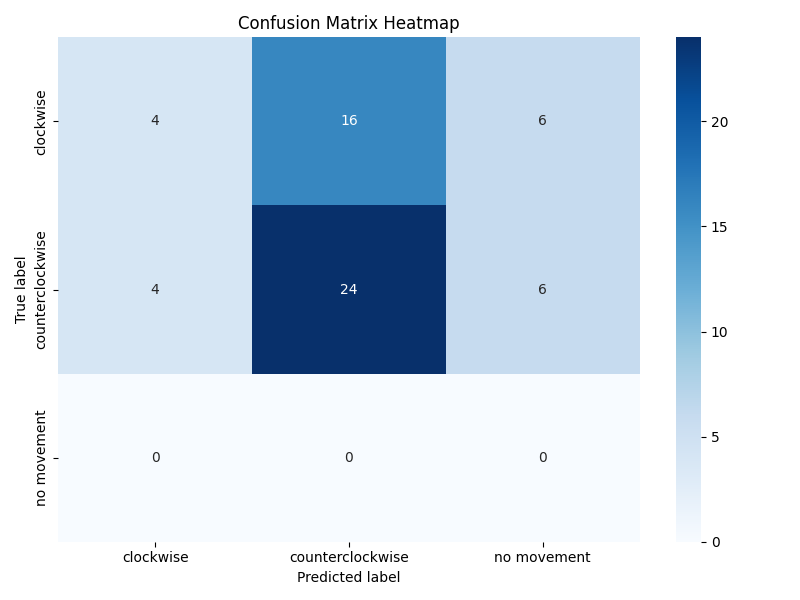 Confusion Matrix Heatmap
True label
clockwise
4 16 6
counterclockwise
4 24 6
no movement
0 0 0
clockwise counterclockwise no movement
Predicted label
20
15
10
5
0